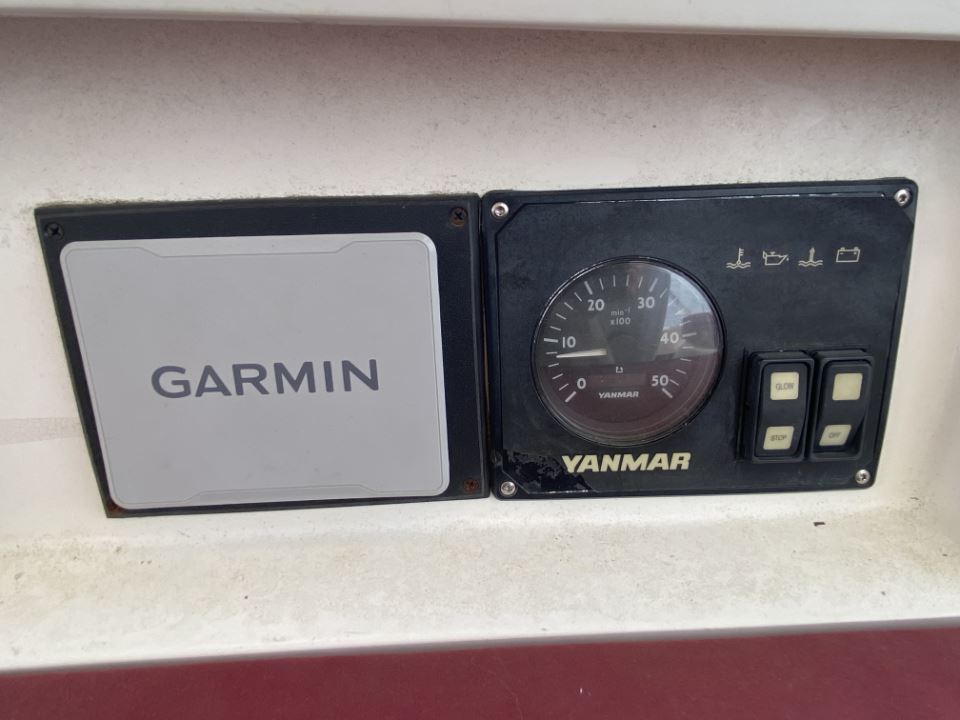 GARMIN
20 30
min⁻¹
x100
10 40
0 50
YANMAR
YANMAR
GLOW
STOP
OFF